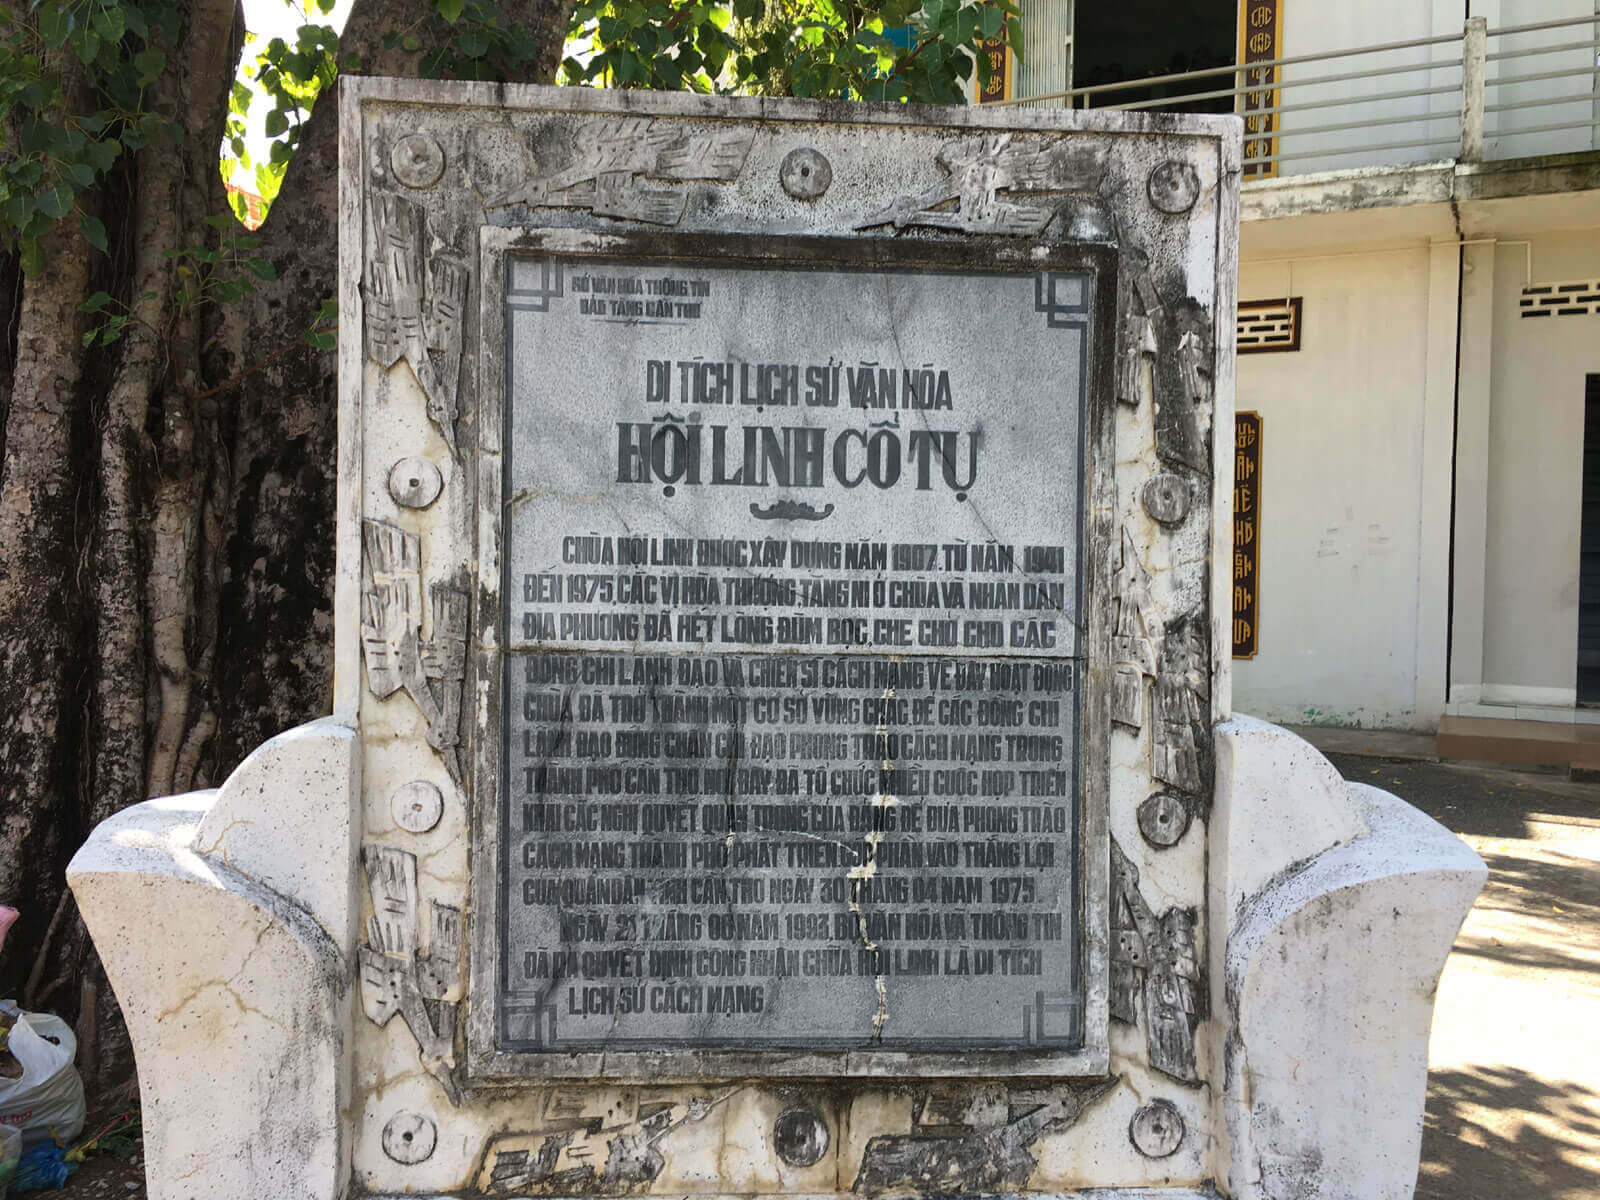 SỞ VĂN HÓA THÔNG TIN
BẢO TÀNG CẦN THƠ
DI TÍCH LỊCH SỬ VĂN HÓA
HỘI LINH CỔ TỰ
CHÙA HỘI LINH ĐƯỢC XÂY DỰNG NĂM 1907. TỪ NĂM 1941
ĐẾN 1975, CÁC VỊ HÒA THƯỢNG, TĂNG NI Ở CHÙA VÀ NHÂN DÂN
ĐỊA PHƯƠNG ĐÃ HẾT LÒNG ĐÙM BỌC, CHE CHỞ CHO CÁC
ĐỒNG CHÍ LÃNH ĐẠO VÀ CHIẾN SĨ CÁCH MẠNG VỀ ĐÂY HOẠT ĐỘNG
CHÙA ĐÃ TRỞ THÀNH MỘT CƠ SỞ VỮNG CHẮC, ĐỂ CÁC ĐỒNG CHÍ
LÃNH ĐẠO ĐỨNG CHÂN CHỈ ĐẠO PHONG TRÀO CÁCH MẠNG TRONG
THÀNH PHỐ CẦN THƠ, NƠI ĐÂY ĐÃ TỔ CHỨC NHIỀU CUỘC HỌP TRIỂN
KHAI CÁC NGHỊ QUYẾT QUAN TRỌNG CỦA ĐẢNG ĐỂ ĐƯA PHONG TRÀO
CÁCH MẠNG THÀNH PHỐ PHÁT TRIỂN GÓP PHẦN VÀO THẮNG LỢI
CỦA QUÂN DÂN TỈNH CẦN THƠ NGÀY 30 THÁNG 04 NĂM 1975.
NGÀY 21 THÁNG 06 NĂM 1993, BỘ VĂN HÓA VÀ THÔNG TIN
ĐÃ RA QUYẾT ĐỊNH CÔNG NHẬN CHÙA HỘI LINH LÀ DI TÍCH
LỊCH SỬ CÁCH MẠNG